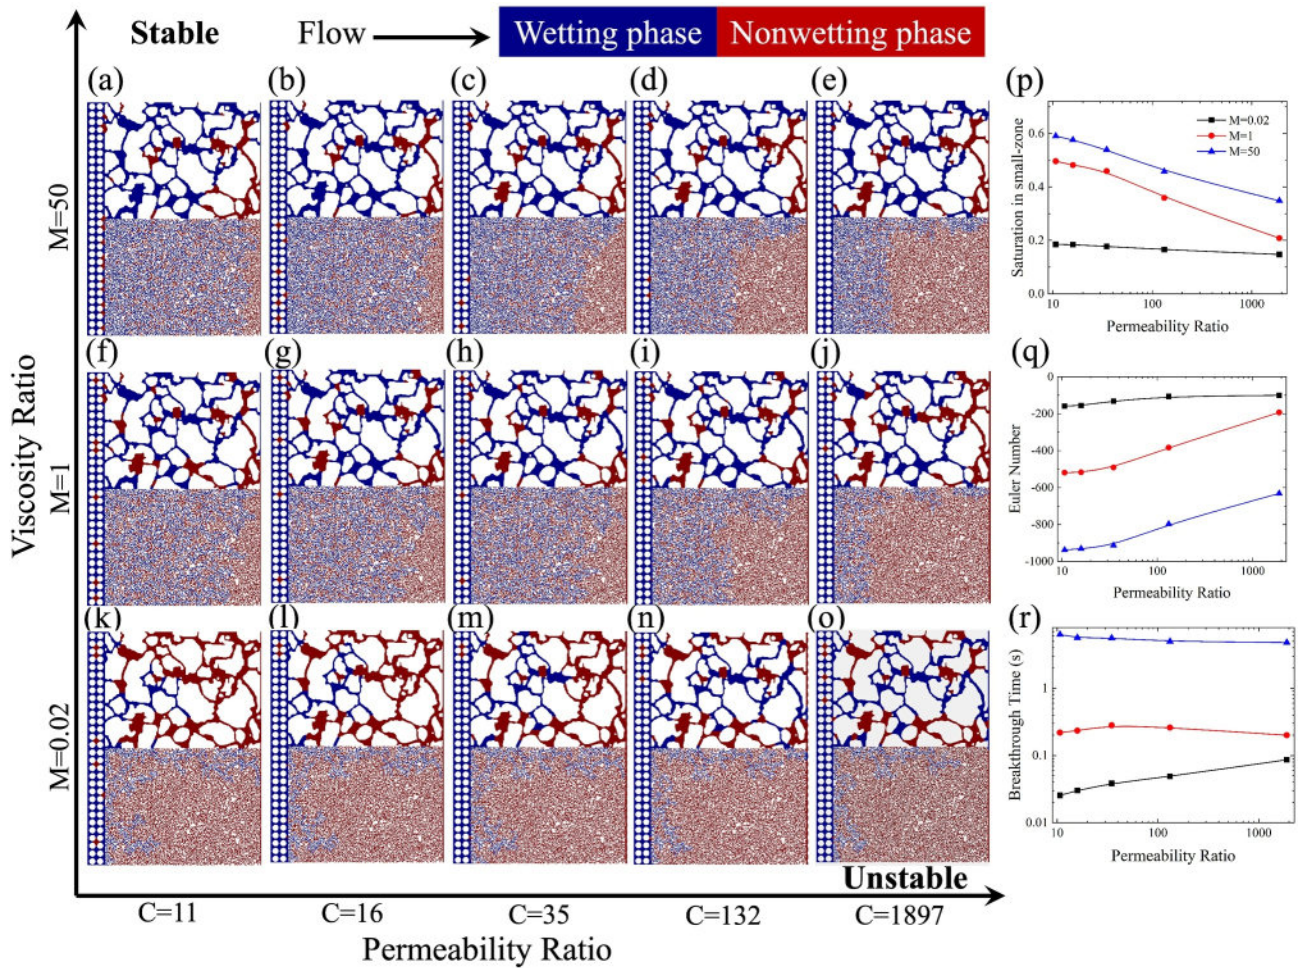 Stable
Flow
Wetting phase
Nonwetting phase
(a)
(b)
(c)
(d)
(e)
(p)
M=50
(f)
(g)
(h)
(i)
(j)
(q)
M=1
(k)
(l)
(m)
(n)
(o)
(r)
M=0.02
Viscosity Ratio
Unstable
C=11
C=16
C=35
C=132
C=1897
Permeability Ratio
Saturation in small-zone
0.6
0.4
0.2
0.0
M=0.02
M=1
M=50
10
100
1000
Permeability Ratio
Euler Number
0
-200
-400
-600
-800
-1000
10
100
1000
Permeability Ratio
Breakthrough Time (s)
1
0.1
0.01
10
100
1000
Permeability Ratio